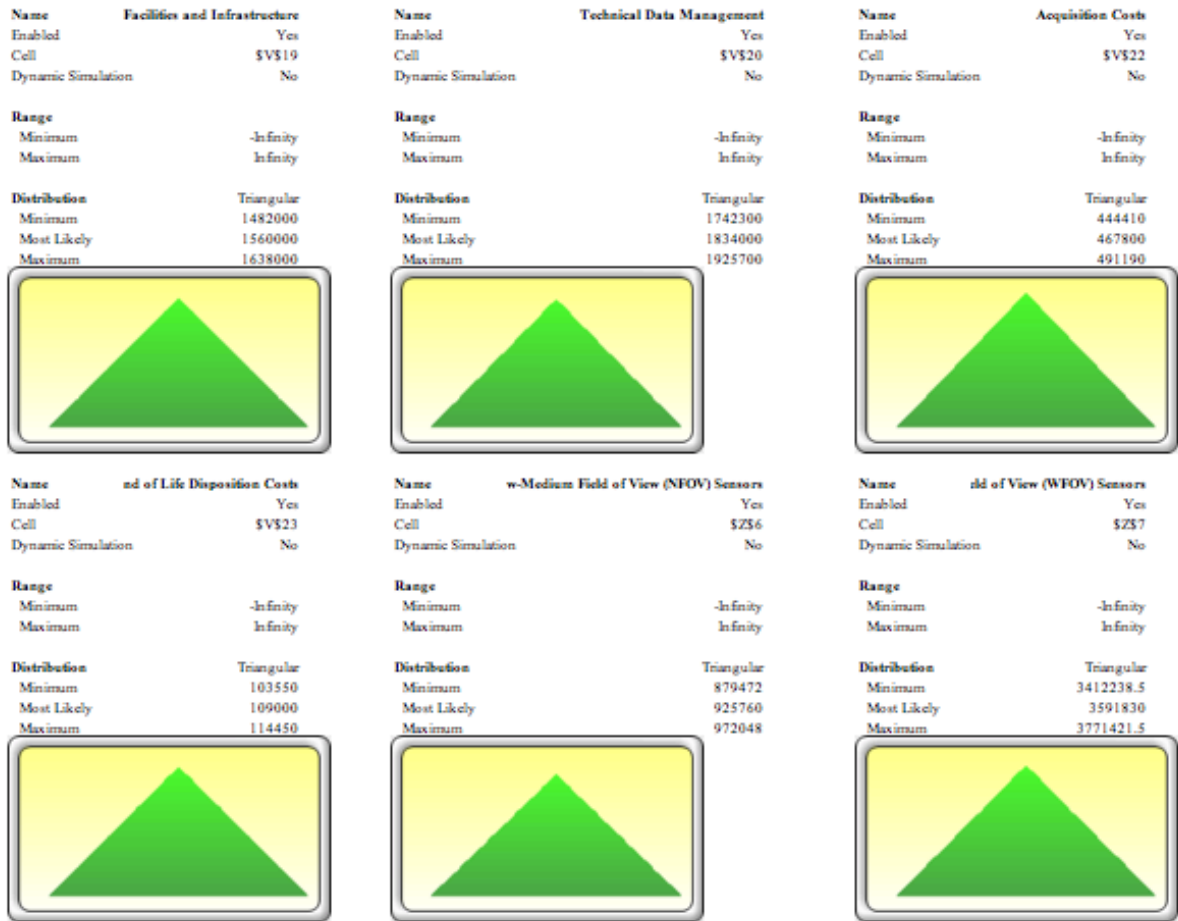 Name Facilities and Infrastructure
Enabled Yes
Cell $V$19
Dynamic Simulation No
Range
Minimum -Infinity
Maximum Infinity
Distribution Triangular
Minimum 1482000
Most Likely 1560000
Maximum 1638000
Name Technical Data Management
Enabled Yes
Cell $V$20
Dynamic Simulation No
Range
Minimum -Infinity
Maximum Infinity
Distribution Triangular
Minimum 1742300
Most Likely 1834000
Maximum 1925700
Name Acquisition Costs
Enabled Yes
Cell $V$22
Dynamic Simulation No
Range
Minimum -Infinity
Maximum Infinity
Distribution Triangular
Minimum 444410
Most Likely 467800
Maximum 491190
Name nd of Life Disposition Costs
Enabled Yes
Cell $V$23
Dynamic Simulation No
Range
Minimum -Infinity
Maximum Infinity
Distribution Triangular
Minimum 103550
Most Likely 109000
Maximum 114450
Name w-Medium Field of View (NFOV) Sensors
Enabled Yes
Cell $Z$6
Dynamic Simulation No
Range
Minimum -Infinity
Maximum Infinity
Distribution Triangular
Minimum 879472
Most Likely 925760
Maximum 972048
Name eld of View (WFOV) Sensors
Enabled Yes
Cell $Z$7
Dynamic Simulation No
Range
Minimum -Infinity
Maximum Infinity
Distribution Triangular
Minimum 3412238.5
Most Likely 3591830
Maximum 3771421.5